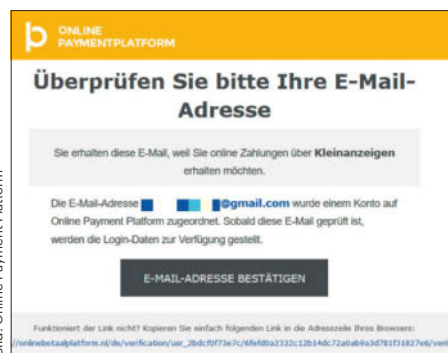 ONLINE
PAYMENTPLATFORM
Überprüfen Sie bitte Ihre E-Mail-
Adresse
Sie erhalten diese E-Mail, weil Sie online Zahlungen über Kleinanzeigen
erhalten möchten.
Die E-Mail-Adresse @gmail.com wurde einem Konto auf
Online Payment Platform zugeordnet. Sobald diese E-Mail geprüft ist,
werden die Login-Daten zur Verfügung gestellt.
E-MAIL-ADRESSE BESTÄTIGEN
Funktioniert der Link nicht? Kopieren Sie einfach folgenden Link in die Adresszeile Ihres Browsers:
Online Payment Platform